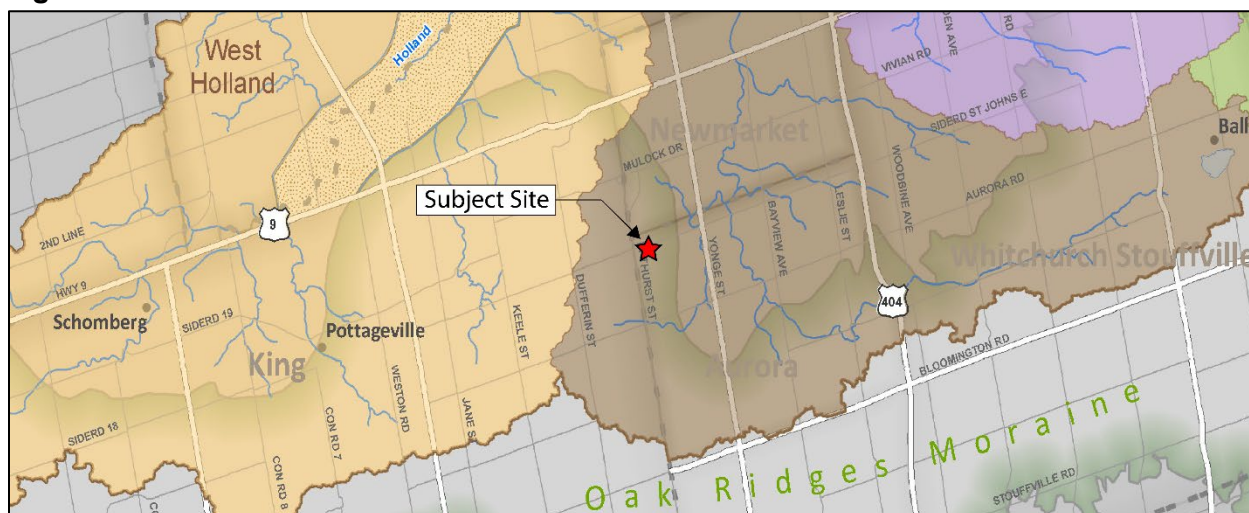 West
Holland
Holland
DEN AVE
RD
VIVIAN RD
SIDERD ST JOHNS E
Ball
Newmarket
MULOCK DR
WOODBINE AVE
AURORA RD
LESLIE ST
Subject Site
BAYVIEW AVE
YONGE ST
HURST ST
DUFFERIN ST
Whitchurch Stouffville
404
9
2ND LINE
HWY 9
Schomberg
SIDERD 19
Pottageville
King
KEELE ST
WESTON RD
JANE S
Aurora
BLOOMINGTON RD
SIDERD 18
CON RD 7
CON RD 8
Oak Ridges Moraine
STOUFFVILLE RD